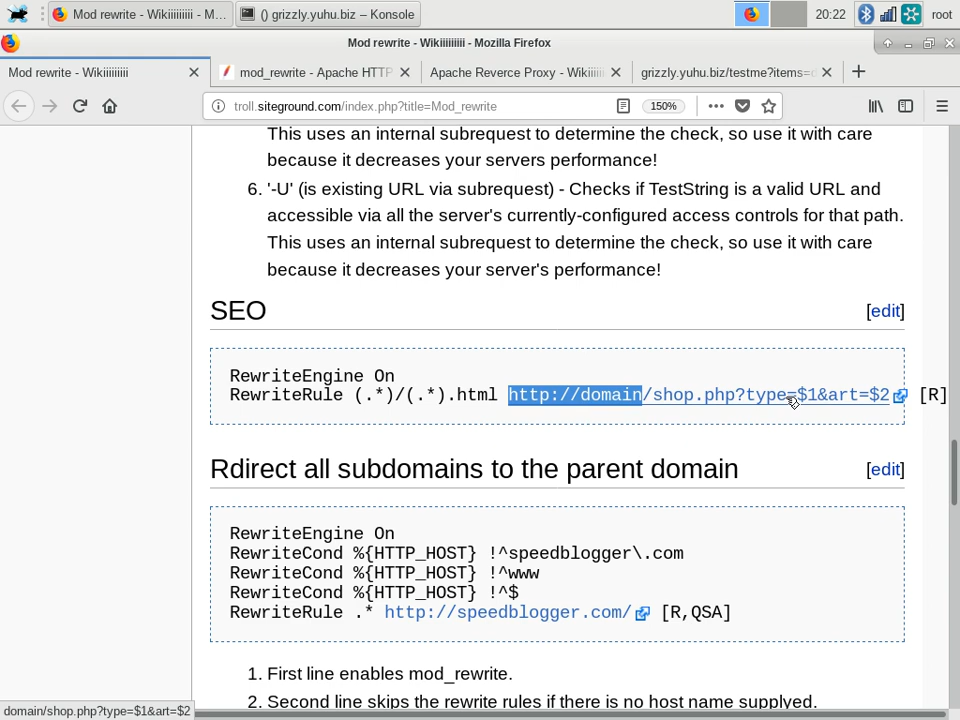 Mod rewrite - Wikiiiiiiiii - M…
() grizzly.yuhu.biz – Konsole
20:22
root
Mod rewrite - Wikiiiiiiiii - Mozilla Firefox
Mod rewrite - Wikiiiiiiiii
mod_rewrite - Apache HTTP
Apache Reverce Proxy - Wikiiiii
grizzly.yuhu.biz/testme?items=
troll.siteground.com/index.php?title=Mod_rewrite
150%
This uses an internal subrequest to determine the check, so use it with care
because it decreases your servers performance!
6. '-U' (is existing URL via subrequest) - Checks if TestString is a valid URL and
accessible via all the server's currently-configured access controls for that path.
This uses an internal subrequest to determine the check, so use it with care
because it decreases your server's performance!
SEO
[edit]
RewriteEngine On
RewriteRule (.*)/(.*).html http://domain/shop.php?type=$1&art=$2 [R]
Rdirect all subdomains to the parent domain
[edit]
RewriteEngine On
RewriteCond %{HTTP_HOST} !^speedblogger\.com
RewriteCond %{HTTP_HOST} !^www
RewriteCond %{HTTP_HOST} !^$
RewriteRule .* http://speedblogger.com/ [R,QSA]
1. First line enables mod_rewrite.
2. Second line skips the rewrite rules if there is no host name supplyed.
domain/shop.php?type=$1&art=$2